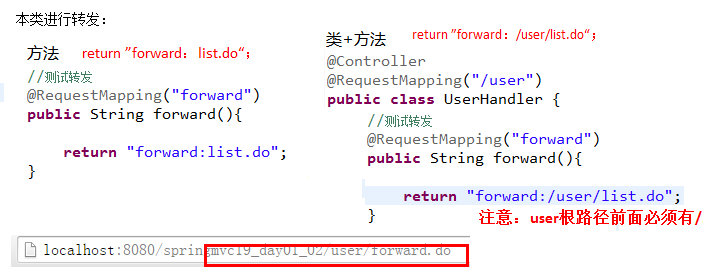 本类进行转发：
方法 return ”forward：list.do“；
//测试转发
@RequestMapping("forward")
public String forward(){
return "forward:list.do";
}
类+方法 return ”forward：/user/list.do“；
@Controller
@RequestMapping("/user")
public class UserHandler {
//测试转发
@RequestMapping("forward")
public String forward(){
return "forward:/user/list.do";
}
注意：user根路径前面必须有/
localhost:8080/springmvc19_day01_02/user/forward.do